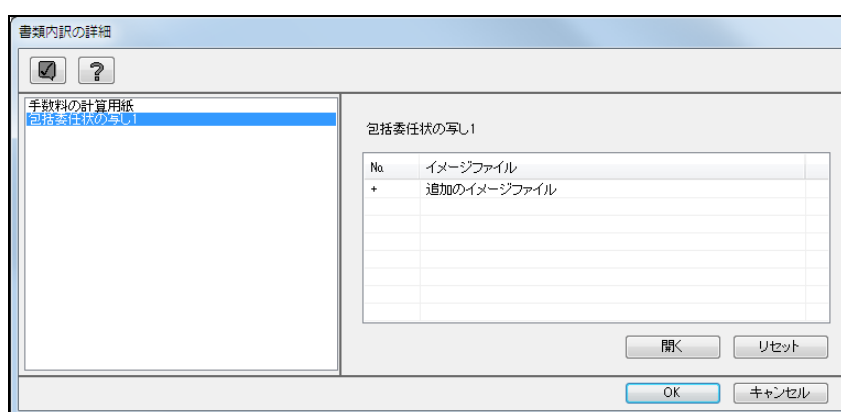 書類内訳の詳細
?
手数料の計算用紙
包括委任状の写し1
包括委任状の写し1
No. イメージファイル
+ 追加のイメージファイル
開く リセット
OK キャンセル